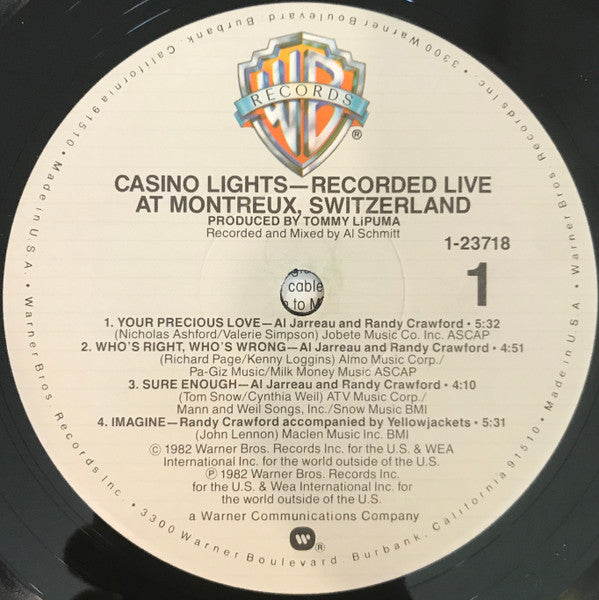 3300 Warner Boulevard, Burbank, California 91510 • Made in U.S.A. • Warner Bros. Records Inc. • 3300 Warner Boulevard, Burbank, California 91510 • Made in U.S.A. • Warner Bros. Records Inc. •
WB
RECORDS
®
CASINO LIGHTS—RECORDED LIVE
AT MONTREUX, SWITZERLAND
PRODUCED BY TOMMY LiPUMA
Recorded and Mixed by Al Schmitt
1-23718
1
cable
to M
1. YOUR PRECIOUS LOVE—Al Jarreau and Randy Crawford • 5:32
(Nicholas Ashford/Valerie Simpson) Jobete Music Co. Inc. ASCAP
2. WHO'S RIGHT, WHO'S WRONG—Al Jarreau and Randy Crawford • 4:51
(Richard Page/Kenny Loggins) Almo Music Corp./
Pa-Giz Music/Milk Money Music ASCAP
3. SURE ENOUGH—Al Jarreau and Randy Crawford • 4:10
(Tom Snow/Cynthia Weil) ATV Music Corp./
Mann and Weil Songs, Inc./Snow Music BMI
4. IMAGINE—Randy Crawford accompanied by Yellowjackets • 5:31
(John Lennon) Maclen Music Inc. BMI
© 1982 Warner Bros. Records Inc. for the U.S. & WEA
International Inc. for the world outside of the U.S.
℗ 1982 Warner Bros. Records Inc.
for the U.S. & Wea International Inc. for
the world outside of the U.S.
a Warner Communications Company
®